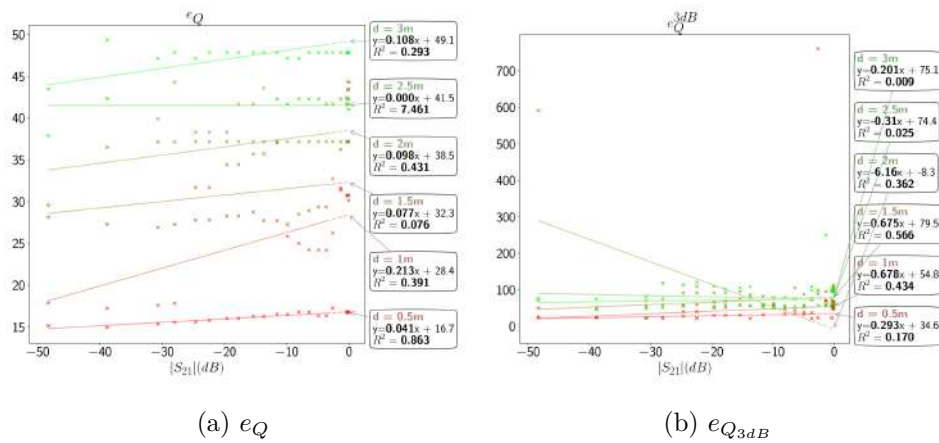 e_Q
50
45
40
35
30
25
20
15
−50
−40
−30
−20
−10
0
|S_21|(dB)
d = 3m
y=0.108x + 49.1
R² = 0.293
d = 2.5m
y=0.000x + 41.5
R² = 7.461
d = 2m
y=0.098x + 38.5
R² = 0.431
d = 1.5m
y=0.077x + 32.3
R² = 0.076
d = 1m
y=0.213x + 28.4
R² = 0.391
d = 0.5m
y=0.041x + 16.7
R² = 0.863
(a) e_Q
e_Q^3dB
700
600
500
400
300
200
100
0
−50
−40
−30
−20
−10
0
|S_21|(dB)
d = 3m
y=0.201x + 75.1
R² = 0.009
d = 2.5m
y=-0.31x + 74.4
R² = 0.025
d = 2m
y=-6.16x + -8.3
R² = 0.362
d = 1.5m
y=0.675x + 79.5
R² = 0.566
d = 1m
y=0.678x + 54.8
R² = 0.434
d = 0.5m
y=0.293x + 34.6
R² = 0.170
(b) e_Q_3dB